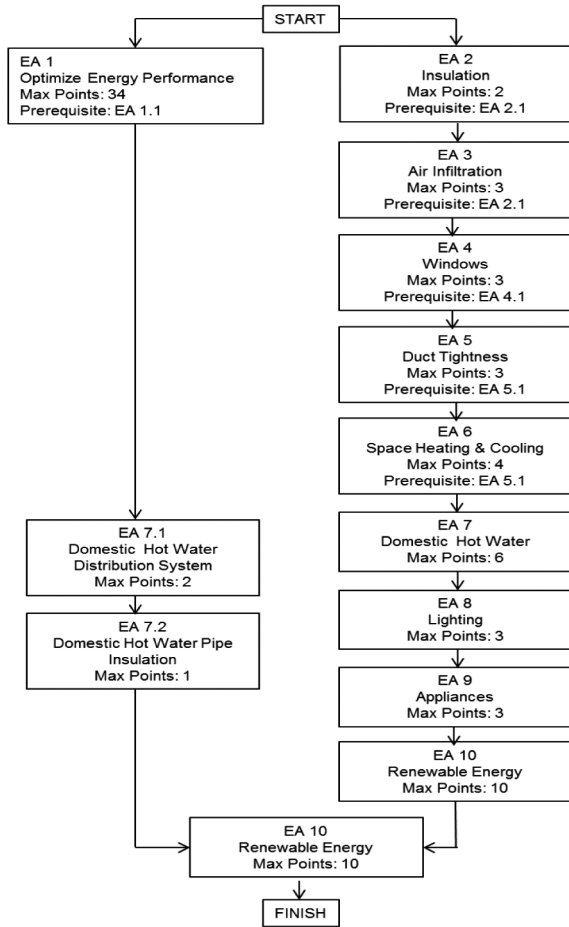 START
EA 1
Optimize Energy Performance
Max Points: 34
Prerequisite: EA 1.1
EA 7.1
Domestic Hot Water
Distribution System
Max Points: 2
EA 7.2
Domestic Hot Water Pipe
Insulation
Max Points: 1
EA 2
Insulation
Max Points: 2
Prerequisite: EA 2.1
EA 3
Air Infiltration
Max Points: 3
Prerequisite: EA 2.1
EA 4
Windows
Max Points: 3
Prerequisite: EA 4.1
EA 5
Duct Tightness
Max Points: 3
Prerequisite: EA 5.1
EA 6
Space Heating & Cooling
Max Points: 4
Prerequisite: EA 5.1
EA 7
Domestic Hot Water
Max Points: 6
EA 8
Lighting
Max Points: 3
EA 9
Appliances
Max Points: 3
EA 10
Renewable Energy
Max Points: 10
EA 10
Renewable Energy
Max Points: 10
FINISH